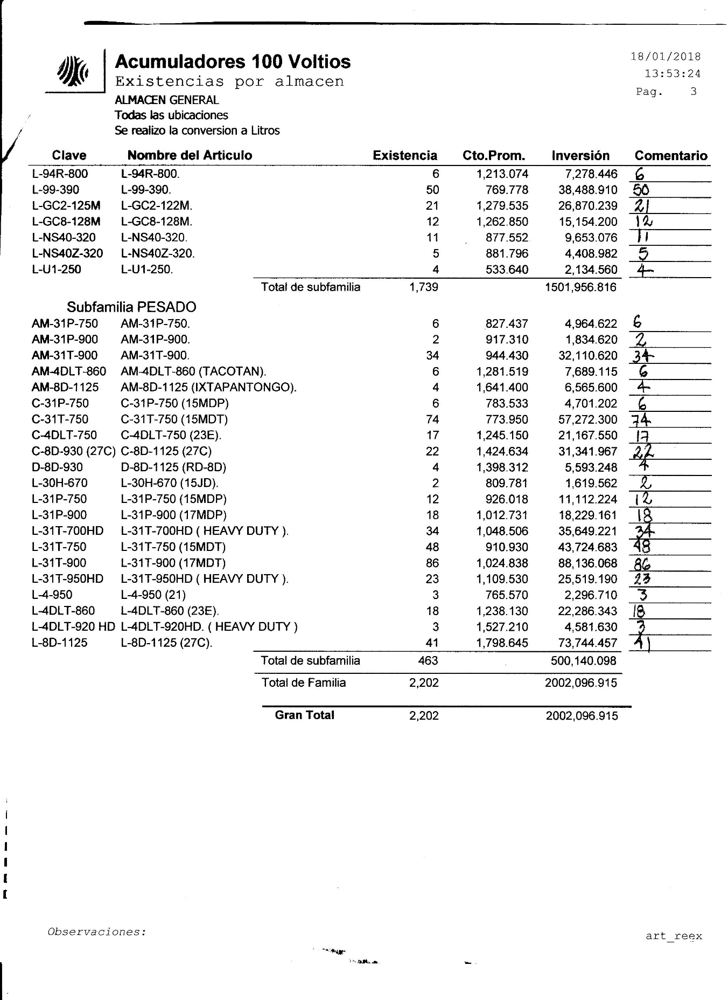 Acumuladores 100 Voltios 18/01/2018
Existencias por almacen 13:53:24
ALMACEN GENERAL Pag. 3
Todas las ubicaciones
Se realizo la conversion a Litros
Clave Nombre del Articulo Existencia Cto.Prom. Inversión Comentario
L-94R-800 L-94R-800. 6 1,213.074 7,278.446 6
L-99-390 L-99-390. 50 769.778 38,488.910 50
L-GC2-125M L-GC2-122M. 21 1,279.535 26,870.239 21
L-GC8-128M L-GC8-128M. 12 1,262.850 15,154.200 12
L-NS40-320 L-NS40-320. 11 877.552 9,653.076 11
L-NS40Z-320 L-NS40Z-320. 5 881.796 4,408.982 5
L-U1-250 L-U1-250. 4 533.640 2,134.560 4
Total de subfamilia 1,739 1501,956.816
Subfamilia PESADO
AM-31P-750 AM-31P-750. 6 827.437 4,964.622 6
AM-31P-900 AM-31P-900. 2 917.310 1,834.620 2
AM-31T-900 AM-31T-900. 34 944.430 32,110.620 34
AM-4DLT-860 AM-4DLT-860 (TACOTAN). 6 1,281.519 7,689.115 6
AM-8D-1125 AM-8D-1125 (IXTAPANTONGO). 4 1,641.400 6,565.600 4
C-31P-750 C-31P-750 (15MDP) 6 783.533 4,701.202 6
C-31T-750 C-31T-750 (15MDT) 74 773.950 57,272.300 74
C-4DLT-750 C-4DLT-750 (23E). 17 1,245.150 21,167.550 17
C-8D-930 (27C) C-8D-1125 (27C) 22 1,424.634 31,341.967 22
D-8D-930 D-8D-1125 (RD-8D) 4 1,398.312 5,593.248 4
L-30H-670 L-30H-670 (15JD). 2 809.781 1,619.562 2
L-31P-750 L-31P-750 (15MDP) 12 926.018 11,112.224 12
L-31P-900 L-31P-900 (17MDP) 18 1,012.731 18,229.161 18
L-31T-700HD L-31T-700HD ( HEAVY DUTY ). 34 1,048.506 35,649.221 34
L-31T-750 L-31T-750 (15MDT) 48 910.930 43,724.683 48
L-31T-900 L-31T-900 (17MDT) 86 1,024.838 88,136.068 86
L-31T-950HD L-31T-950HD ( HEAVY DUTY ). 23 1,109.530 25,519.190 23
L-4-950 L-4-950 (21) 3 765.570 2,296.710 3
L-4DLT-860 L-4DLT-860 (23E). 18 1,238.130 22,286.343 18
L-4DLT-920 HD L-4DLT-920HD. ( HEAVY DUTY ) 3 1,527.210 4,581.630 3
L-8D-1125 L-8D-1125 (27C). 41 1,798.645 73,744.457 41
Total de subfamilia 463 500,140.098
Total de Familia 2,202 2002,096.915
Gran Total 2,202 2002,096.915
Observaciones: art_reex